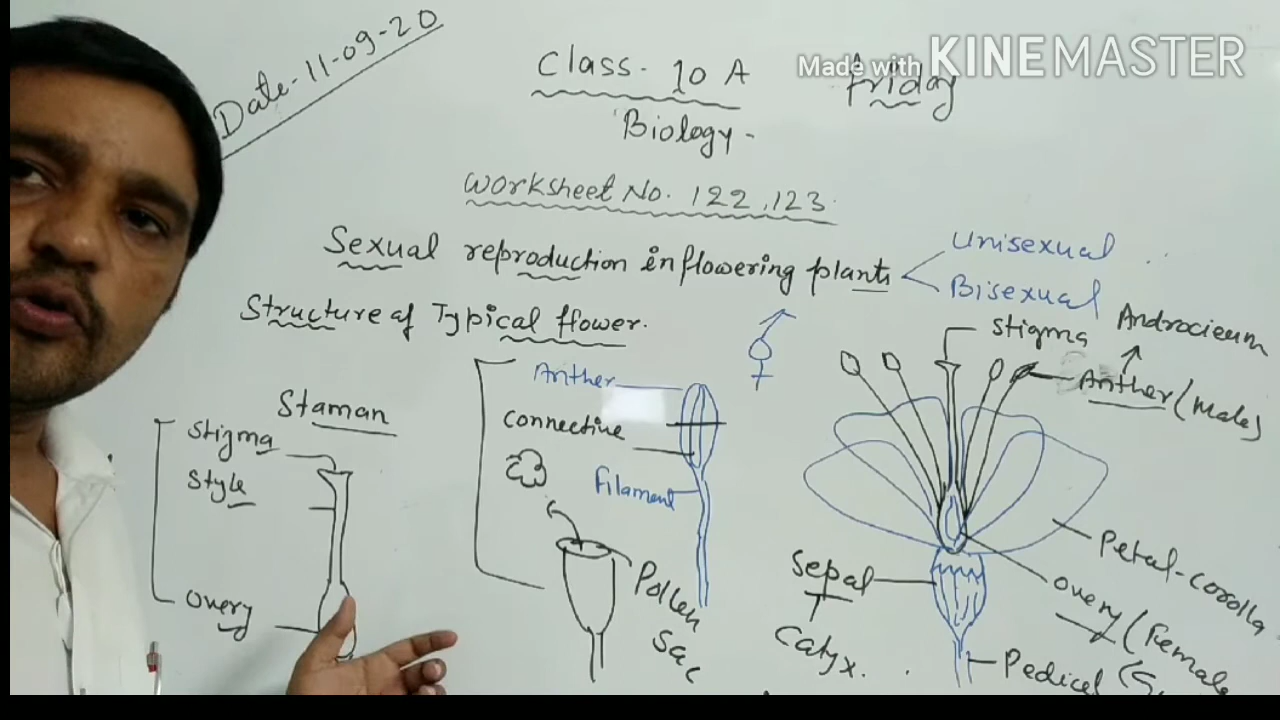 Date-11-09-20
Class- 10 A
Friday
Made with KINEMASTER
Biology-
Worksheet No. 122,123.
Sexual reproduction in flowering plants
Unisexual
Bisexual
Structure of Typical flower.
Androcieum
Stigma
Anther (Male)
Staman
Stigma
Style
Overy
Anther
Connective
Filament
Pollen
Sac
Petal-corolla
Sepal
Calyx.
Overy (Female
Pedicel